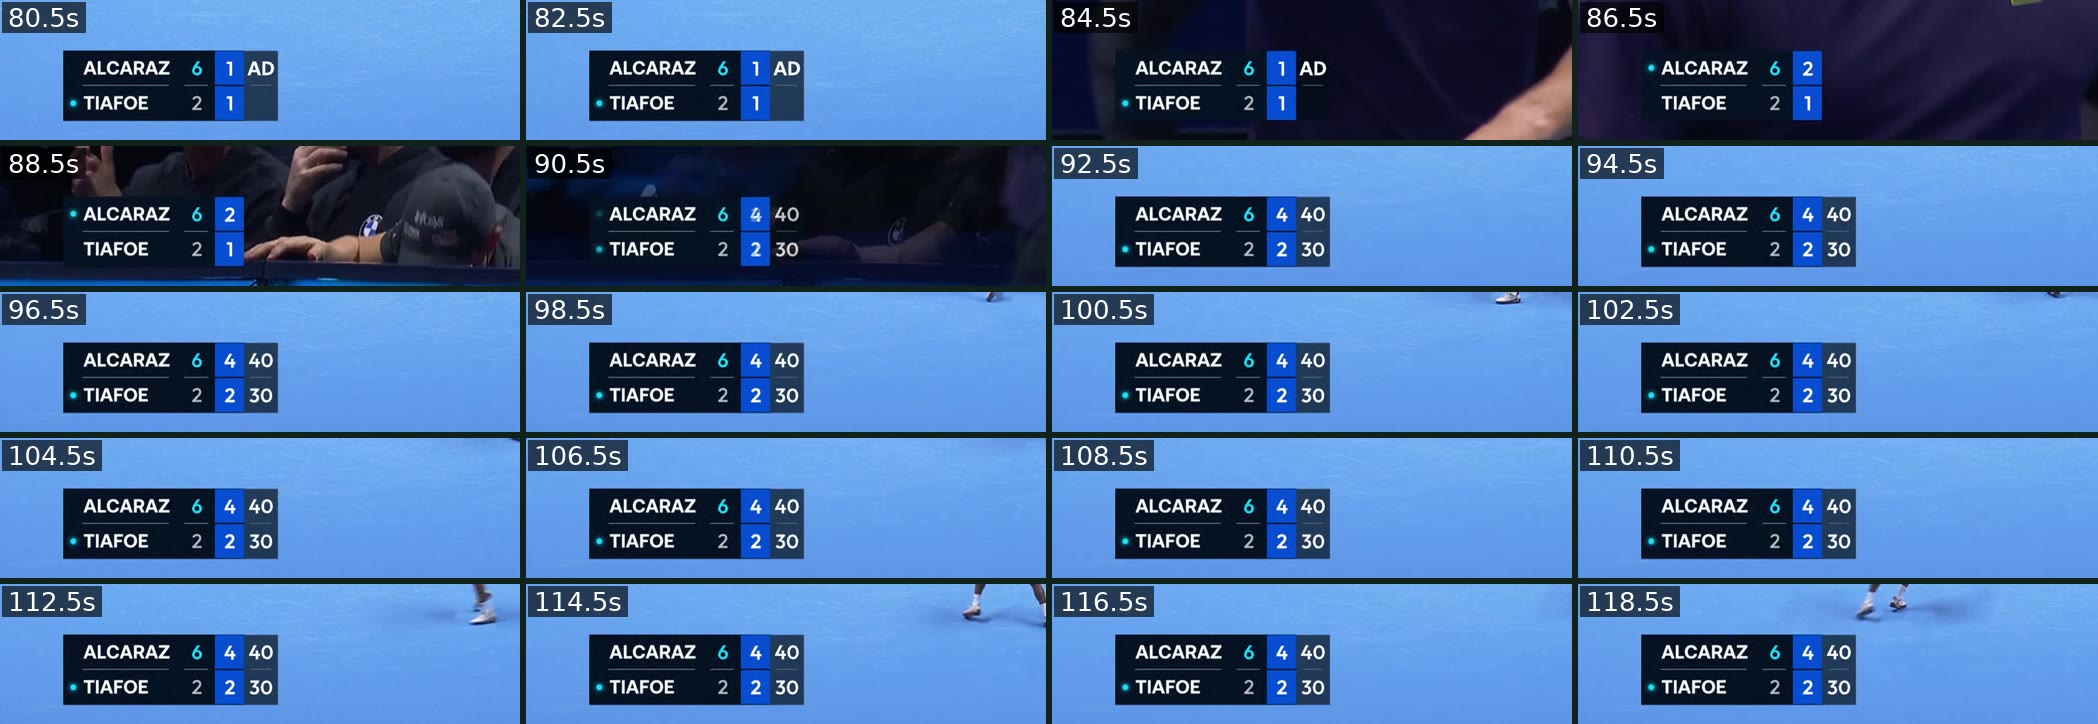 80.5s
ALCARAZ 6 1 AD
TIAFOE 2 1
82.5s
ALCARAZ 6 1 AD
TIAFOE 2 1
84.5s
ALCARAZ 6 1 AD
TIAFOE 2 1
86.5s
ALCARAZ 6 2
TIAFOE 2 1
88.5s
ALCARAZ 6 2
TIAFOE 2 1
90.5s
ALCARAZ 6 4 40
TIAFOE 2 2 30
92.5s
ALCARAZ 6 4 40
TIAFOE 2 2 30
94.5s
ALCARAZ 6 4 40
TIAFOE 2 2 30
96.5s
ALCARAZ 6 4 40
TIAFOE 2 2 30
98.5s
ALCARAZ 6 4 40
TIAFOE 2 2 30
100.5s
ALCARAZ 6 4 40
TIAFOE 2 2 30
102.5s
ALCARAZ 6 4 40
TIAFOE 2 2 30
104.5s
ALCARAZ 6 4 40
TIAFOE 2 2 30
106.5s
ALCARAZ 6 4 40
TIAFOE 2 2 30
108.5s
ALCARAZ 6 4 40
TIAFOE 2 2 30
110.5s
ALCARAZ 6 4 40
TIAFOE 2 2 30
112.5s
ALCARAZ 6 4 40
TIAFOE 2 2 30
114.5s
ALCARAZ 6 4 40
TIAFOE 2 2 30
116.5s
ALCARAZ 6 4 40
TIAFOE 2 2 30
118.5s
ALCARAZ 6 4 40
TIAFOE 2 2 30